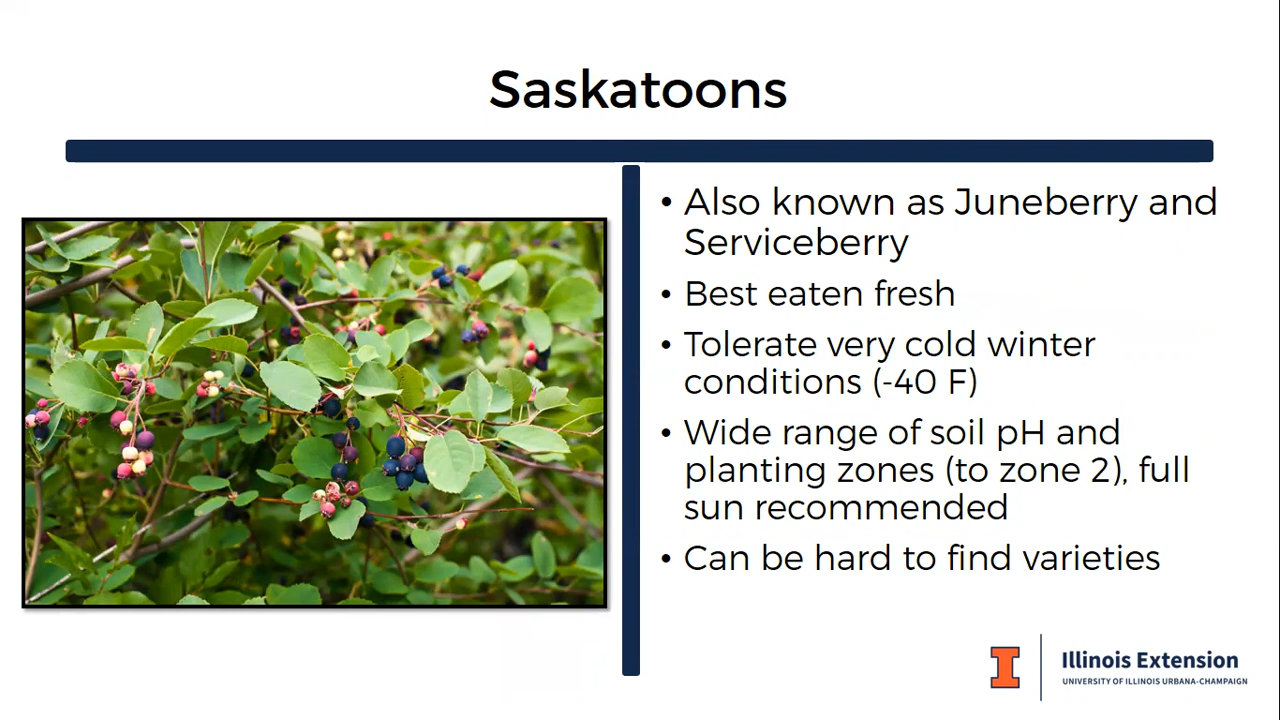 Saskatoons
• Also known as Juneberry and
Serviceberry
• Best eaten fresh
• Tolerate very cold winter
conditions (-40 F)
• Wide range of soil pH and
planting zones (to zone 2), full
sun recommended
• Can be hard to find varieties
I
Illinois Extension
UNIVERSITY OF ILLINOIS URBANA-CHAMPAIGN